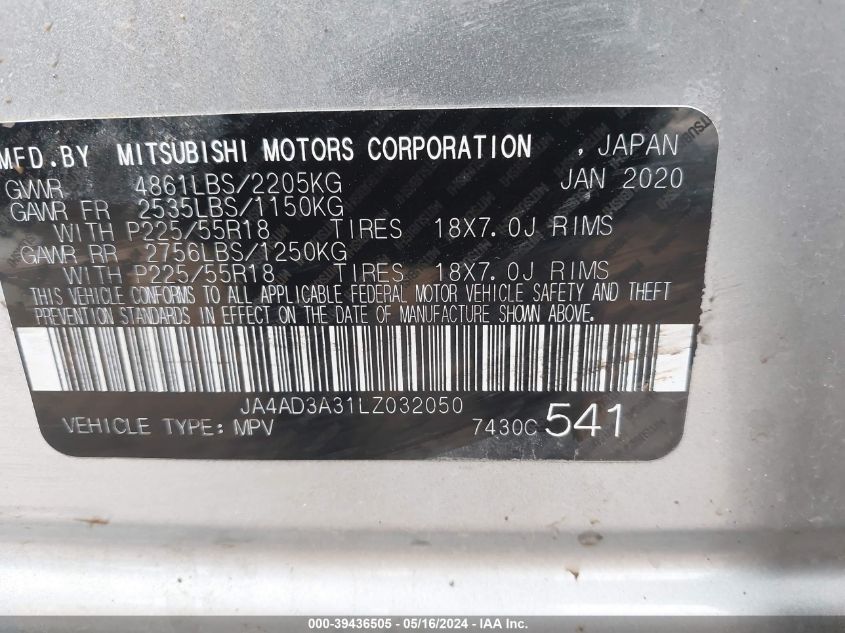 MFD.BY MITSUBISHI MOTORS CORPORATION , JAPAN
GVWR 4861LBS/2205KG JAN 2020
GAWR FR 2535LBS/1150KG
WITH P225/55R18 TIRES 18X7.0J RIMS
GAWR RR 2756LBS/1250KG
WITH P225/55R18 TIRES 18X7.0J RIMS
THIS VEHICLE CONFORMS TO ALL APPLICABLE FEDERAL MOTOR VEHICLE SAFETY AND THEFT
PREVENTION STANDARDS IN EFFECT ON THE DATE OF MANUFACTURE SHOWN ABOVE.
JA4AD3A31LZ032050
VEHICLE TYPE: MPV 7430C 541
000-39436505 - 05/16/2024 - IAA Inc.